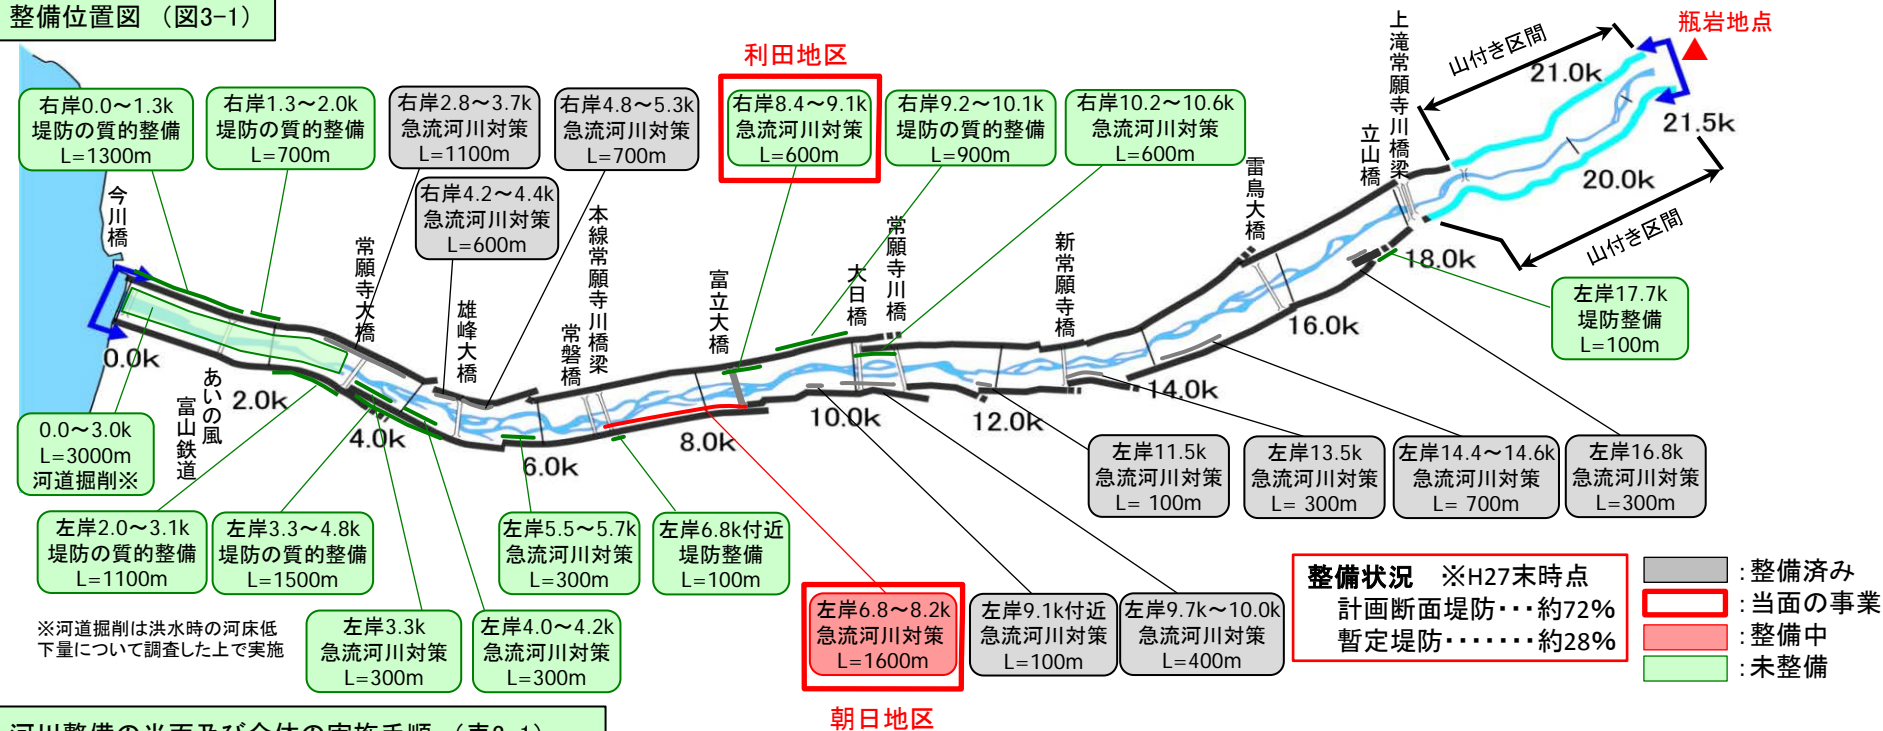 整備位置図 （図3-1）
瓶岩地点
上滝常願寺川橋梁
山付き区間
21.0k
利田地区
21.5k
右岸0.0～1.3k
堤防の質的整備
L=1300m
右岸1.3～2.0k
堤防の質的整備
L=700m
右岸2.8～3.7k
急流河川対策
L=1100m
右岸4.8～5.3k
急流河川対策
L=700m
右岸8.4～9.1k
急流河川対策
L=600m
右岸9.2～10.1k
堤防の質的整備
L=900m
右岸10.2～10.6k
急流河川対策
L=600m
立山橋
雷鳥大橋
20.0k
山付き区間
右岸4.2～4.4k
急流河川対策
L=600m
今川橋
常願寺大橋
雄峰大橋
本線常願寺川橋梁
常磐橋
富立大橋
大日橋
常願寺川橋
新常願寺橋
18.0k
左岸17.7k
堤防整備
L=100m
16.0k
0.0k
あいの風
富山鉄道
2.0k
4.0k
6.0k
8.0k
10.0k
12.0k
14.0k
0.0～3.0k
L=3000m
河道掘削※
左岸11.5k
急流河川対策
L= 100m
左岸13.5k
急流河川対策
L= 300m
左岸14.4～14.6k
急流河川対策
L= 700m
左岸16.8k
急流河川対策
L=300m
左岸2.0～3.1k
堤防の質的整備
L=1100m
左岸3.3～4.8k
堤防の質的整備
L=1500m
左岸5.5～5.7k
急流河川対策
L=300m
左岸6.8k付近
堤防整備
L=100m
※河道掘削は洪水時の河床低
下量について調査した上で実施
左岸3.3k
急流河川対策
L=300m
左岸4.0～4.2k
急流河川対策
L=300m
左岸6.8～8.2k
急流河川対策
L=1600m
左岸9.1k付近
急流河川対策
L=100m
左岸9.7k～10.0k
急流河川対策
L=400m
朝日地区
整備状況 ※H27末時点
計画断面堤防･･･約72%
暫定堤防･･･････約28%
：整備済み
：当面の事業
：整備中
：未整備
河川整備の当面及び全体の実施手順 （表3-1）